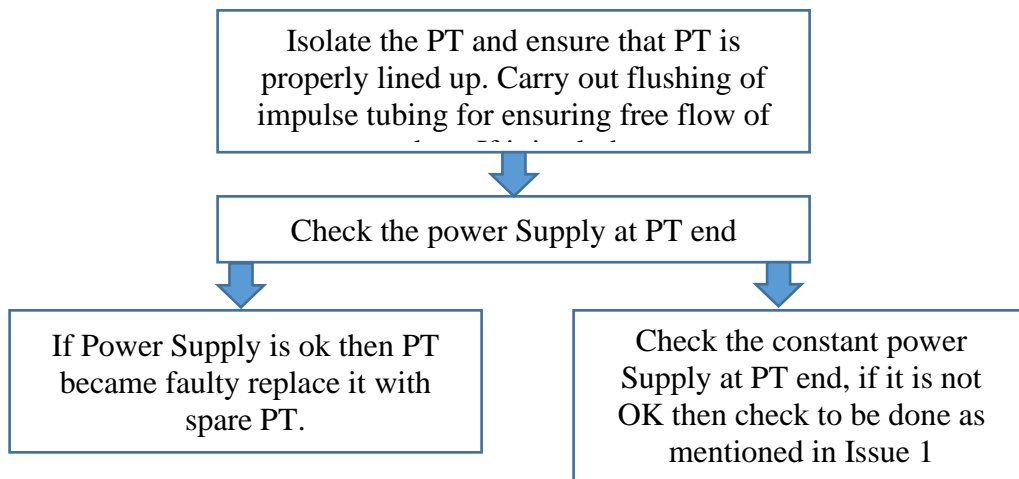 Isolate the PT and ensure that PT is
properly lined up. Carry out flushing of
impulse tubing for ensuring free flow of
Check the power Supply at PT end
If Power Supply is ok then PT
became faulty replace it with
spare PT.
Check the constant power
Supply at PT end, if it is not
OK then check to be done as
mentioned in Issue 1